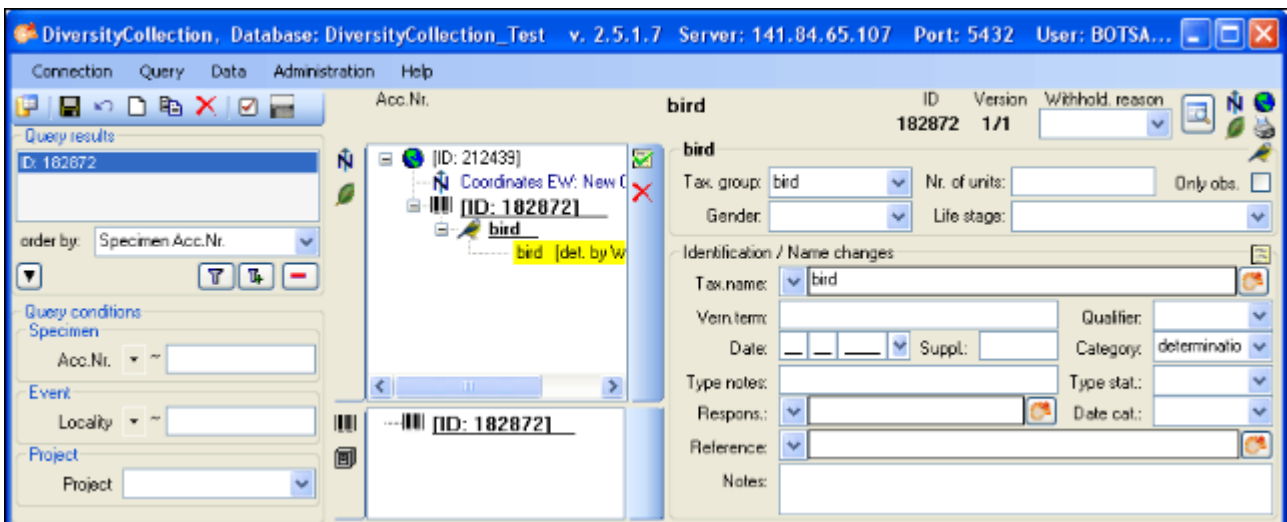 DiversityCollection, Database: DiversityCollection_Test v. 2.5.1.7 Server: 141.84.65.107 Port: 5432 User: BOTSA...
Connection Query Data Administration Help
Acc.Nr. bird ID Version Withhold. reason
182872 1/1
Query results
ID: 182872
order by: Specimen Acc.Nr.
Query conditions
Specimen
Acc.Nr. ~
Event
Locality ~
Project
Project
[ID: 212439]
Coordinates EW: New
[ID: 182872]
bird
bird [det. by W
[ID: 182872]
bird
Tax. group: bird Nr. of units: Only obs.
Gender: Life stage:
Identification / Name changes
Tax.name: bird
Vern.term: Qualifier:
Date: __ __ ____ Suppl.: Category: determinatio
Type notes: Type stat.:
Respons.: Date cat.:
Reference:
Notes: